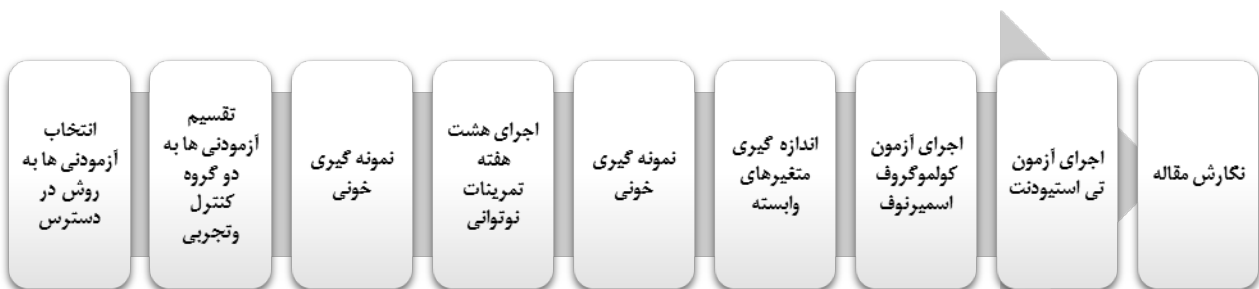 انتخاب
آزمودنی ها به
روش در
دسترس
تقسیم
آزمودنی ها به
دو گروه
کنترل
وتجربی
نمونه گیری
خونی
اجرای هشت
هفته
تمرینات
نوتوانی
نمونه گیری
خونی
اندازه گیری
متغیرهای
وابسته
اجرای آزمون
کولموگروف
اسمیرنوف
اجرای آزمون
تی استیودنت
نگارش مقاله